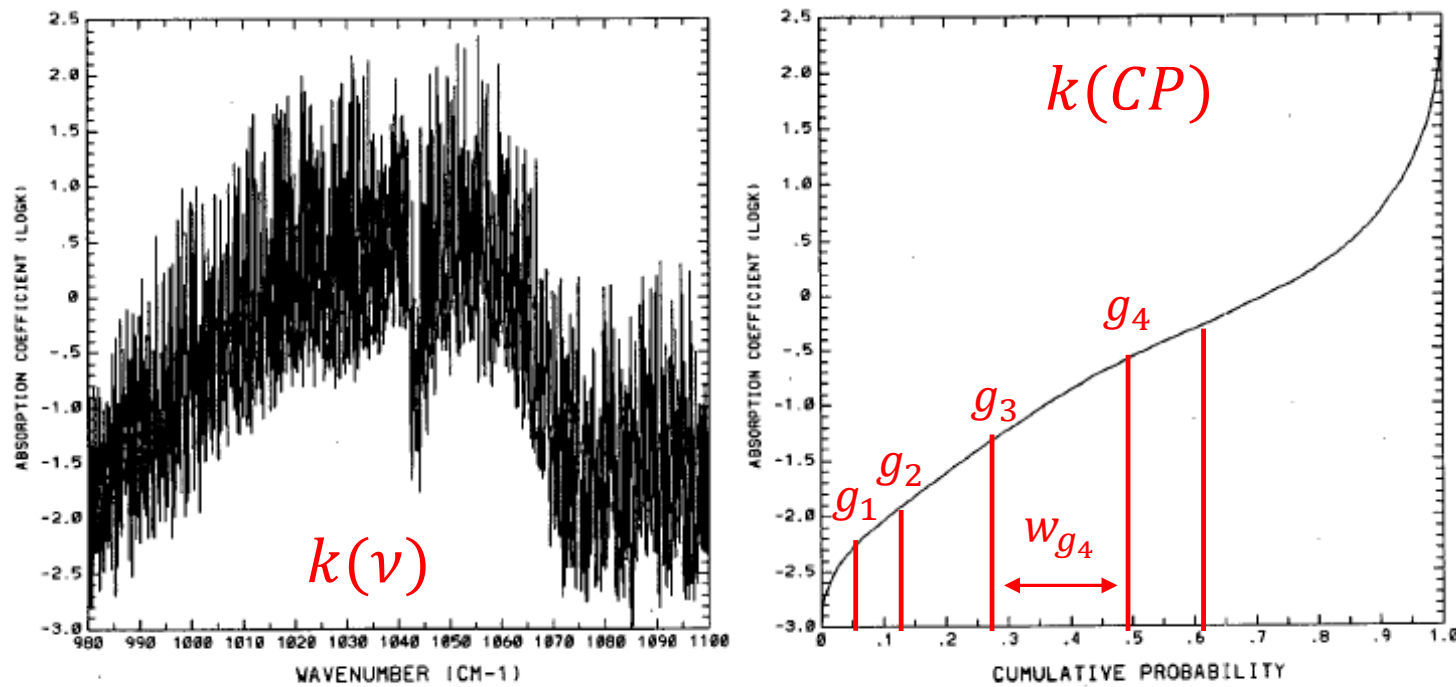 2.5
2.0
1.5
1.0
.5
0
-.5
-1.0
-1.5
-2.0
-2.5
-3.0
ABSORPTION COEFFICIENT (LOGK)
k(ν)
980 990 1000 1010 1020 1030 1040 1050 1060 1070 1080 1090 1100
WAVENUMBER (CM-1)
2.5
2.0
1.5
1.0
.5
0
-.5
-1.0
-1.5
-2.0
-2.5
-3.0
ABSORPTION COEFFICIENT (LOGK)
k(CP)
g₄
g₃
g₂
g₁
w_{g₄}
0 .1 .2 .3 .4 .5 .6 .7 .8 .9 1.0
CUMULATIVE PROBABILITY